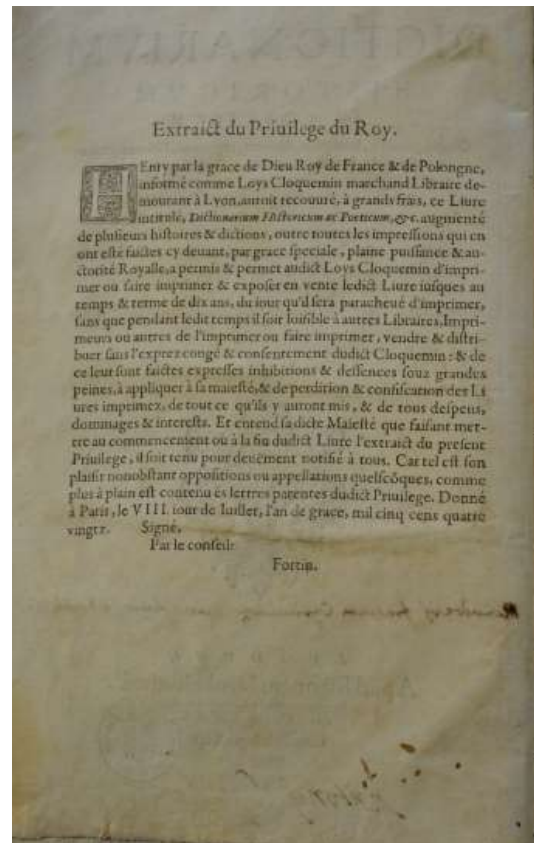 Extraict du Priuilege du Roy.
HEnry par la grace de Dieu Roy de France & de Polongne,
informé comme Loys Cloquemin marchand Libraire de-
mourant à Lyon, auroit recouuré, à grands frais, ce Liure
intitulé, Dictionarium Historicum ac Poeticum, &c. augmenté
de plusieurs histoires & dictions, outre toutes les impressions qui en
ont esté faictes cy deuant, par grace speciale, plaine puissance & au-
ctorité Royalle, a permis & permet audict Loys Cloquemin d'impri-
mer ou faire imprimer & exposer en vente ledict Liure iusques au
temps & terme de dix ans, du iour qu'il sera paracheué d'imprimer,
sans que pendant ledit temps il soit loisible à autres Libraires, Impri-
meurs ou autres de l'imprimer ou faire imprimer, vendre & distri-
buer sans l'exprez congé & consentement dudict Cloquemin: & de
ce leur sont faictes expresses inhibitions & deffences souz grandes
peines, à appliquer à sa maiesté, & de perdition & confiscation des Li
ures imprimez, de tout ce qu'ils y auront mis, & de tous despens,
dommages & interests. Et entend sa dicte Maiesté que faisant met-
tre au commencement ou à la fin dudict Liure l'extraict du present
Priuilege, il soit tenu pour deuëment notifié à tous. Car tel est son
plaisir nonobstant oppositions ou appellations quelscõques, comme
plus à plain est contenu és lettres patentes dudict Priuilege. Donné
à Paris, le VIII. iour de Iuillet, l'an de grace, mil cinq cens quatre
vingtz. Signé,
Par le conseil:
Fortin.